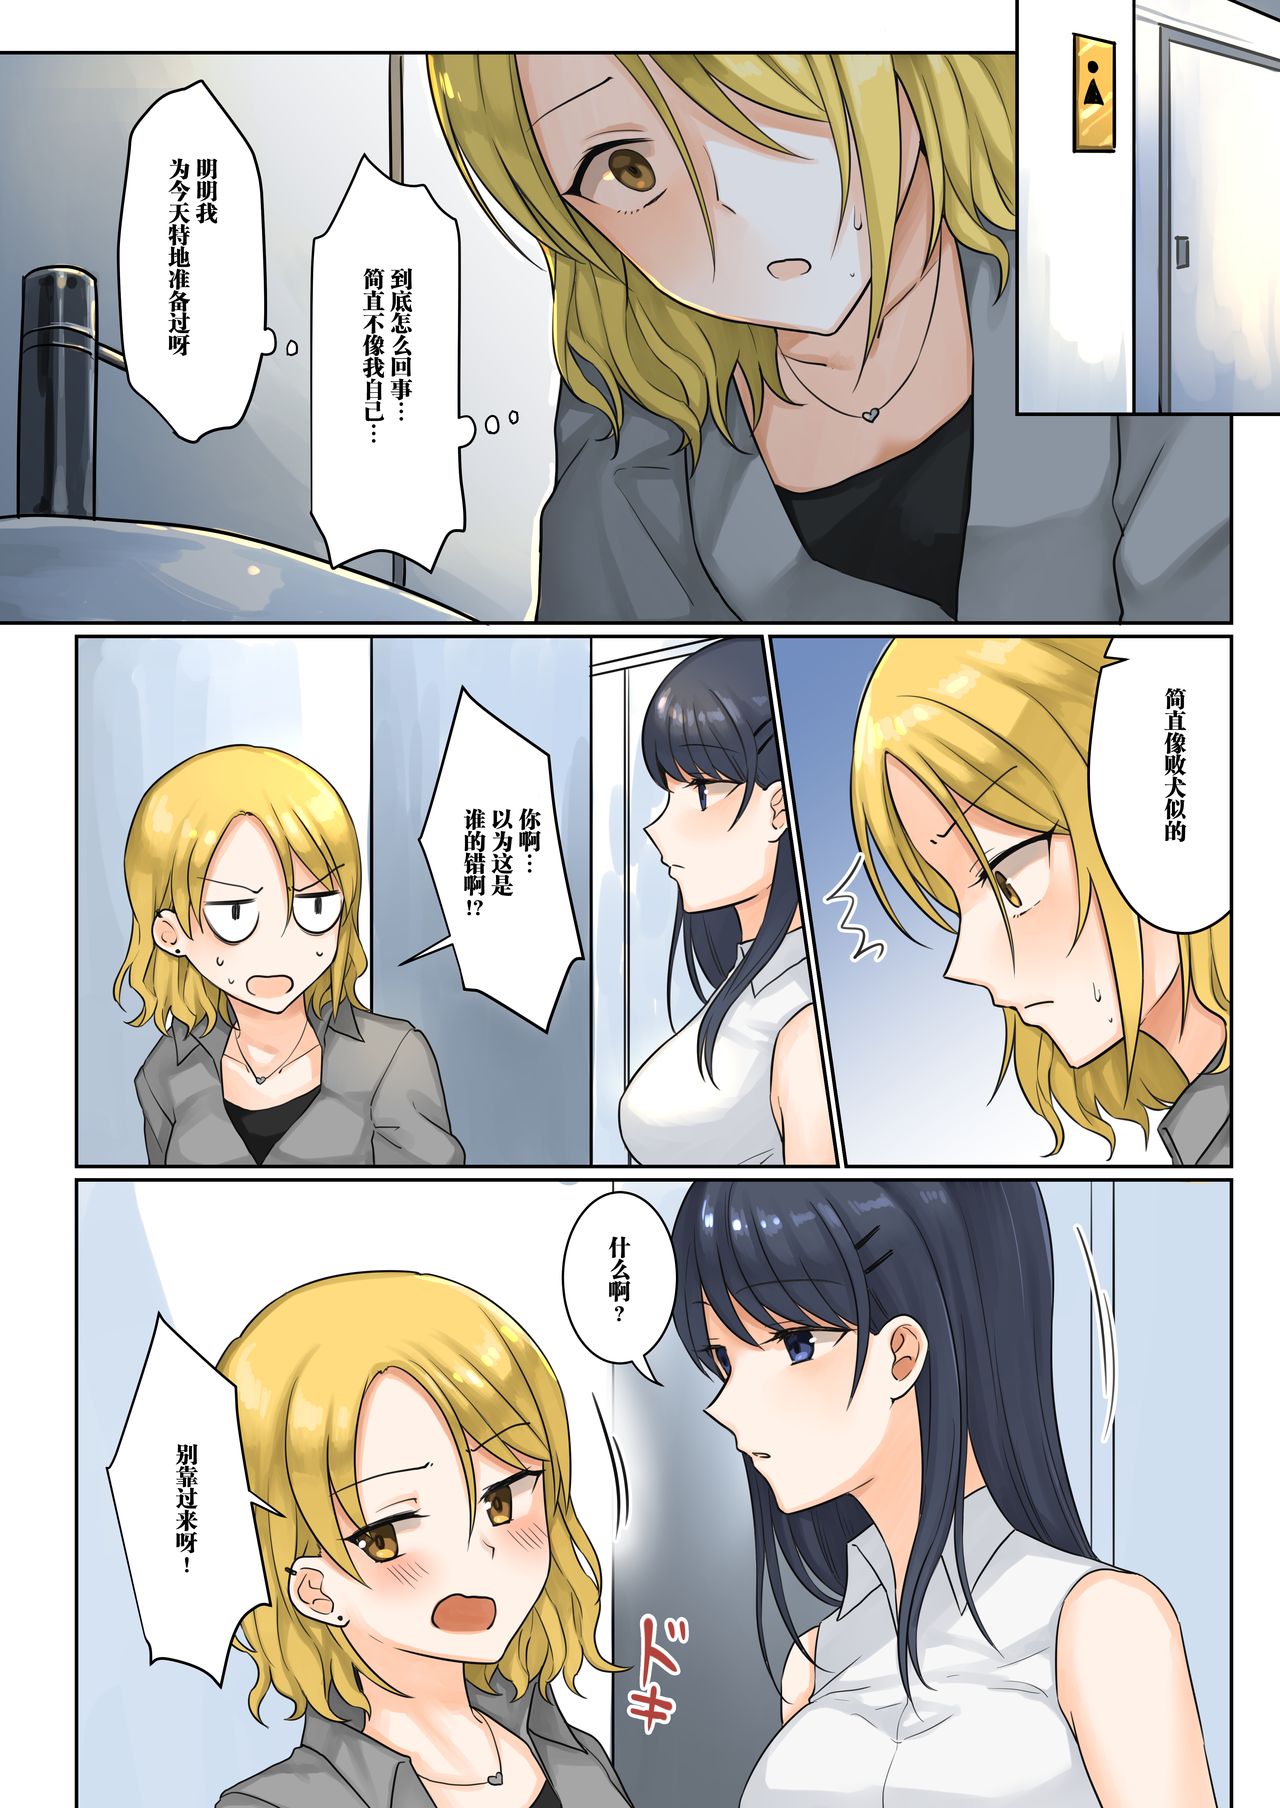 到底怎么回事…
简直不像我自己…
明明我
为今天特地准备过呀
简直像败犬似的
你啊…
以为这是
谁的错啊!?
什么啊?
ドキ
别靠过来呀!